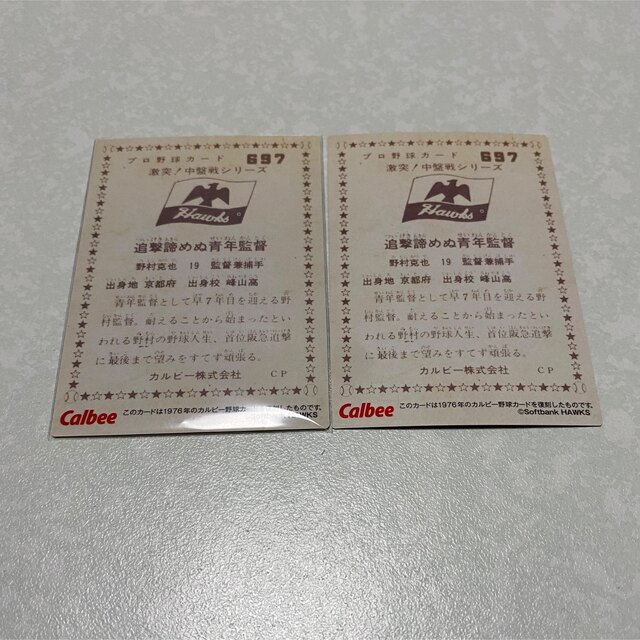 プロ野球カード 697
激突!中盤戦シリーズ
Hawks
追撃諦めぬ青年監督
野村克也 19 監督兼捕手
出身地 京都府 出身校 峰山高
青年監督として早7年目を迎える野
村監督。耐えることから始まったとい
われる野村の野球人生、首位阪急追撃
に最後まで望みをすてず頑張る。
カルビー株式会社 CP
Calbee
このカードは1976年のカルビー野球カ を復刻したものです。
©Softbank HAWKS
プロ野球カード 697
激突!中盤戦シリーズ
Hawks
追撃諦めぬ青年監督
野村克也 19 監督兼捕手
出身地 京都府 出身校 峰山高
青年監督として早7年目を迎える野
村監督。耐えることから始まったとい
われる野村の野球人生、首位阪急追撃
に最後まで望みをすてず頑張る。
カルビー株式会社 CP
Calbee
このカードは1976年のカルビー野球カードを復刻したものです。
©Softbank HAWKS